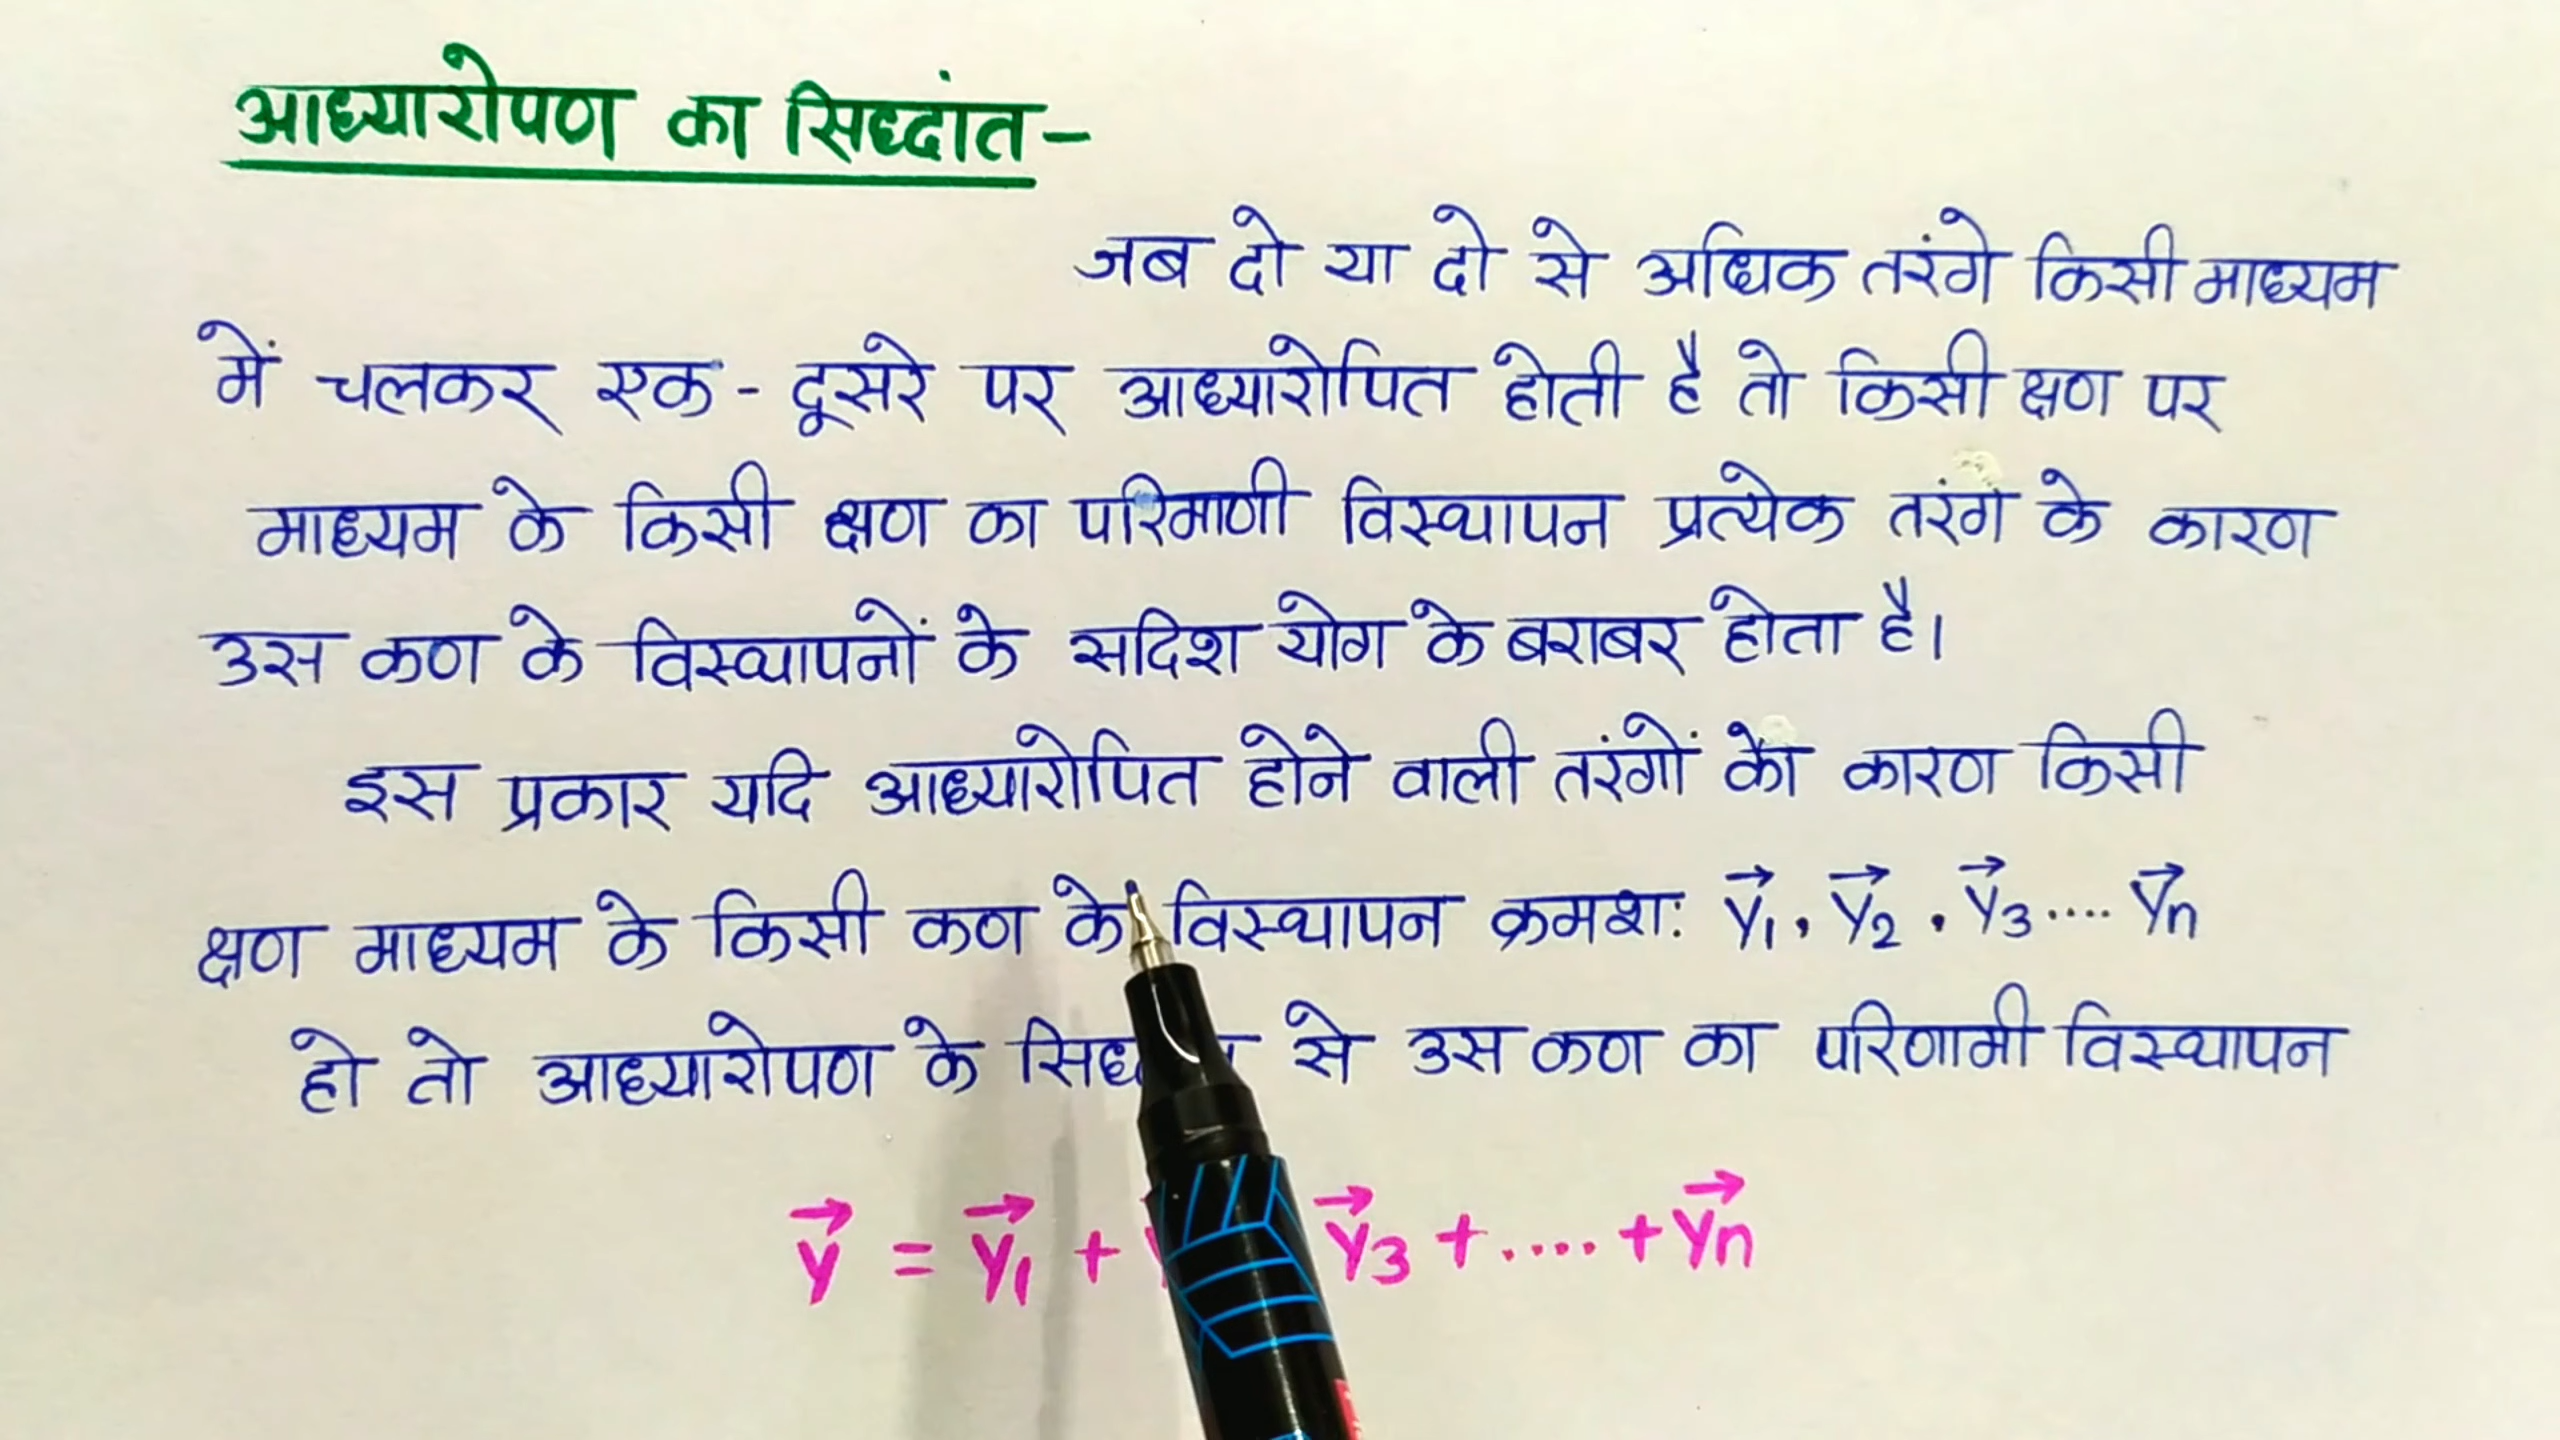 आध्यारोपण का सिध्दांत-
जब दो या दो से अधिक तरंगे किसी माध्यम
में चलकर एक - दूसरे पर आध्यारोपित होती है तो किसी क्षण पर
माध्यम के किसी क्षण का परिमाणी विस्थापन प्रत्येक तरंग के कारण
उस कण के विस्थापनों के सदिश योग के बराबर होता है।
इस प्रकार यदि आध्यारोपित होने वाली तरंगों को कारण किसी
क्षण माध्यम के किसी कण के विस्थापन क्रमश: y⃗₁, y⃗₂, y⃗₃.... y⃗n
हो तो आध्यारोपण के से उस कण का परिणामी विस्थापन
y⃗ = y⃗₁ + y⃗₃ + .... + y⃗n